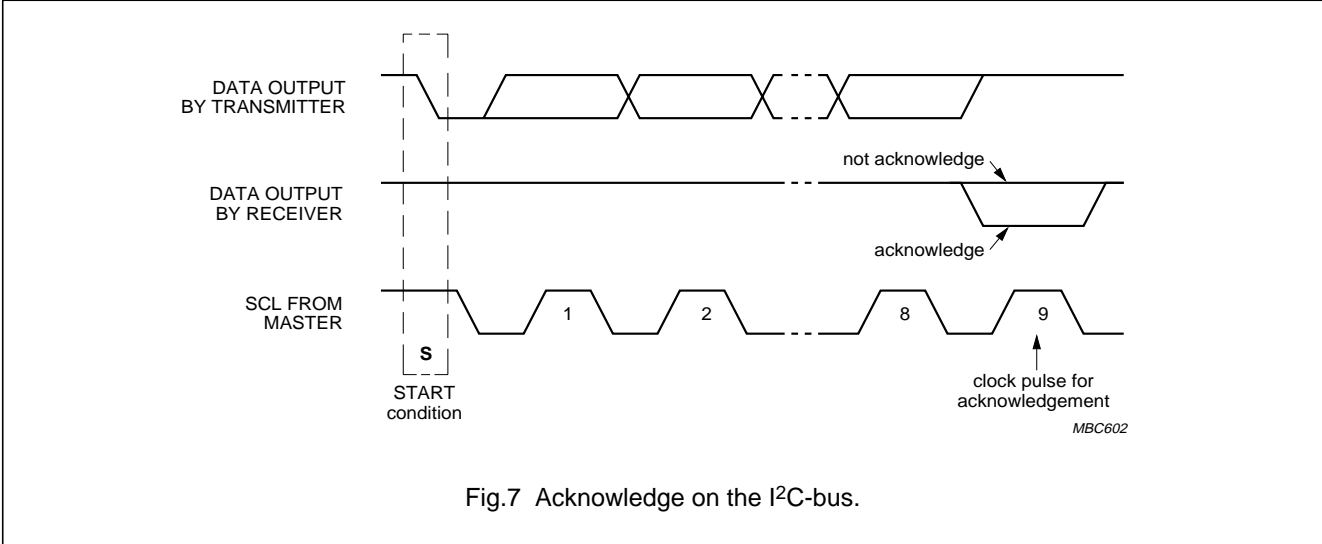 DATA OUTPUT
BY TRANSMITTER
not acknowledge
DATA OUTPUT
BY RECEIVER
acknowledge
SCL FROM
MASTER
1
2
8
9
S
START
condition
clock pulse for
acknowledgement
MBC602
Fig.7 Acknowledge on the I²C-bus.